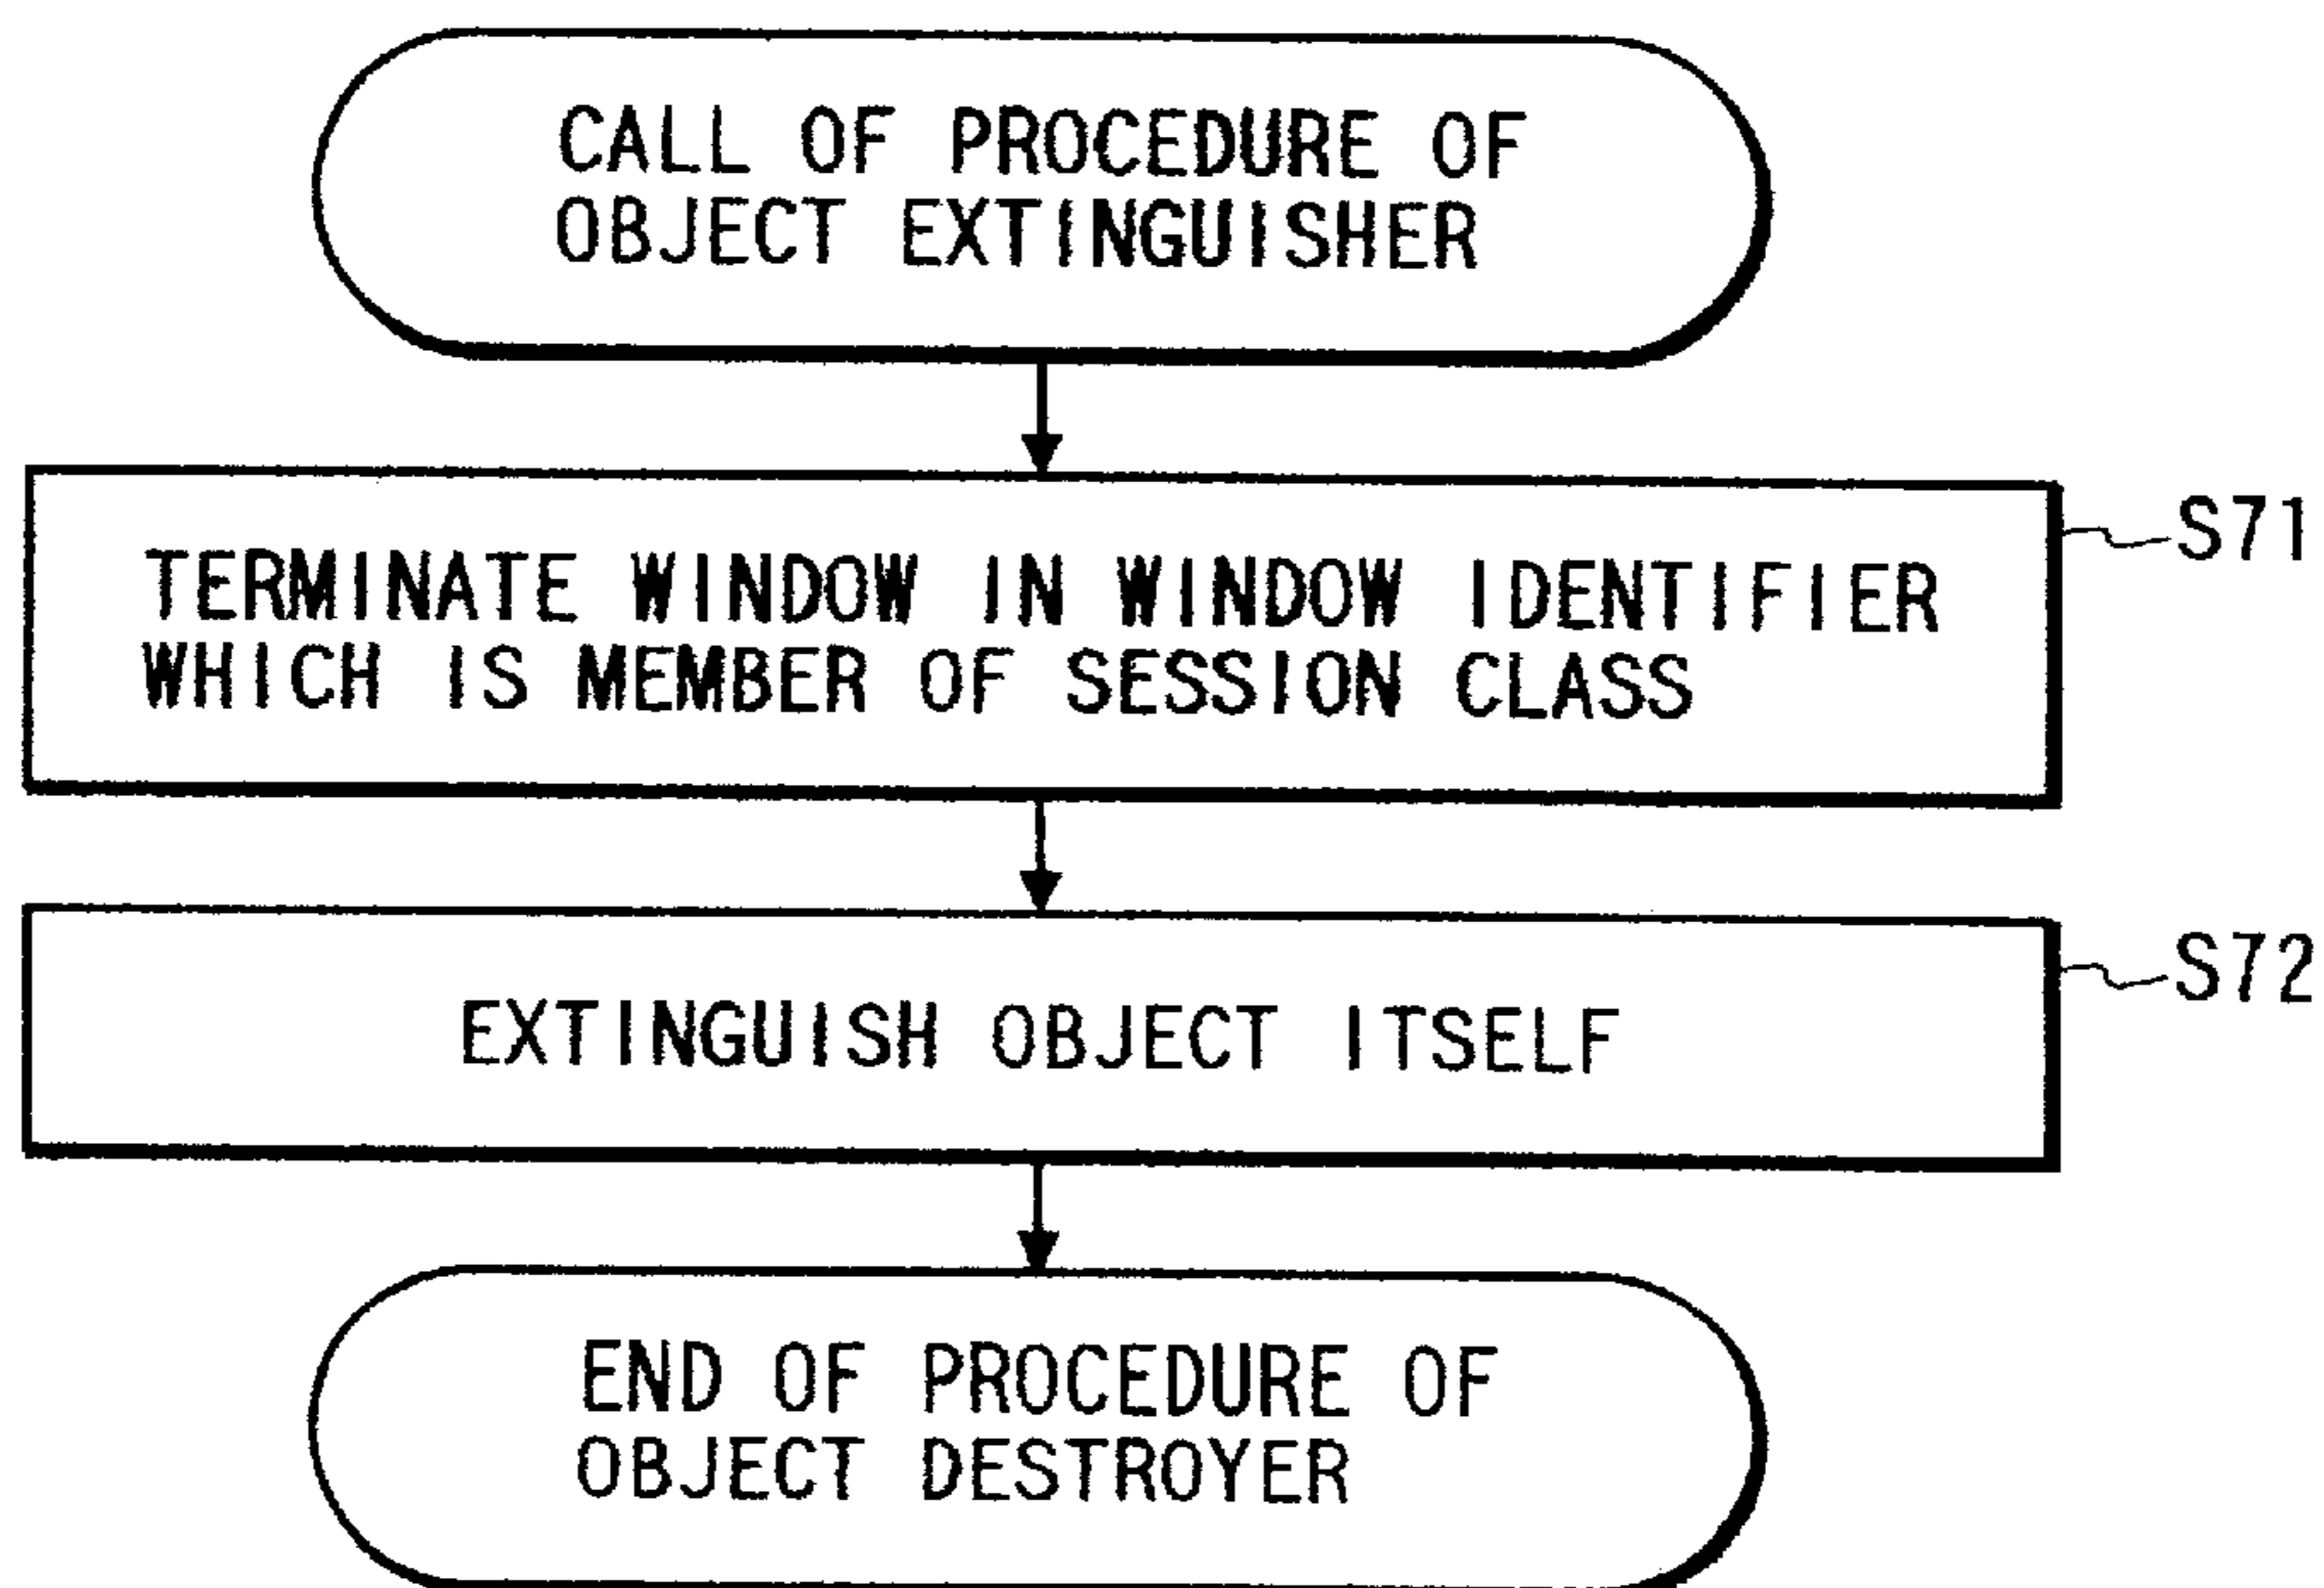 CALL OF PROCEDURE OF
OBJECT EXTINGUISHER
TERMINATE WINDOW IN WINDOW IDENTIFIER
WHICH IS MEMBER OF SESSION CLASS
S71
EXTINGUISH OBJECT ITSELF
S72
END OF PROCEDURE OF
OBJECT DESTROYER